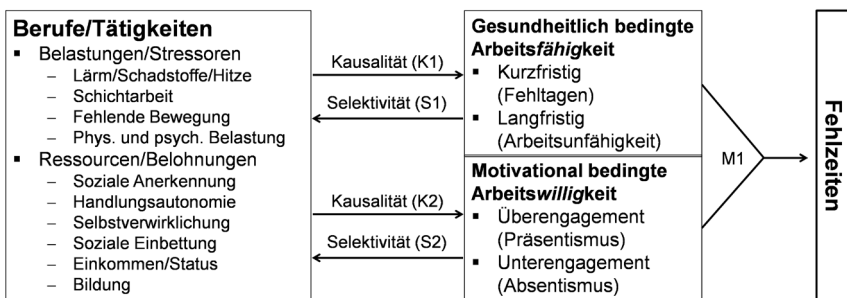 Berufe/Tätigkeiten
▪ Belastungen/Stressoren
– Lärm/Schadstoffe/Hitze
– Schichtarbeit
– Fehlende Bewegung
– Phys. und psych. Belastung
▪ Ressourcen/Belohnungen
– Soziale Anerkennung
– Handlungsautonomie
– Selbstverwirklichung
– Soziale Einbettung
– Einkommen/Status
– Bildung
Kausalität (K1)
Selektivität (S1)
Kausalität (K2)
Selektivität (S2)
Gesundheitlich bedingte
Arbeitsfähigkeit
▪ Kurzfristig
(Fehltagen)
▪ Langfristig
(Arbeitsunfähigkeit)
Motivational bedingte
Arbeitswilligkeit
▪ Überengagement
(Präsentismus)
▪ Unterengagement
(Absentismus)
M1
Fehlzeiten